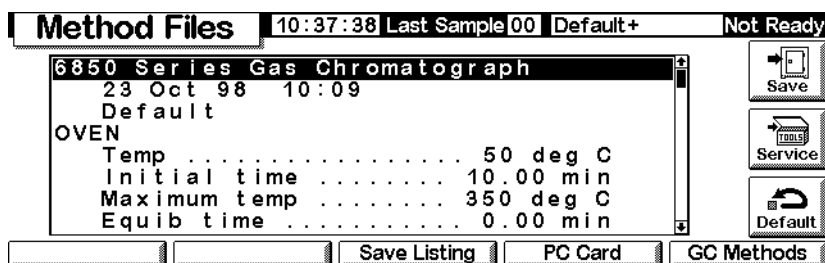 Method Files 10:37:38 Last Sample 00 Default+ Not Ready
6850 Series Gas Chromatograph
23 Oct 98 10:09
Default
OVEN
Temp ................. 50 deg C
Initial time ........ 10.00 min
Maximum temp ........ 350 deg C
Equib time ........... 0.00 min
Save
TOOLS
Service
Default
Save Listing PC Card GC Methods